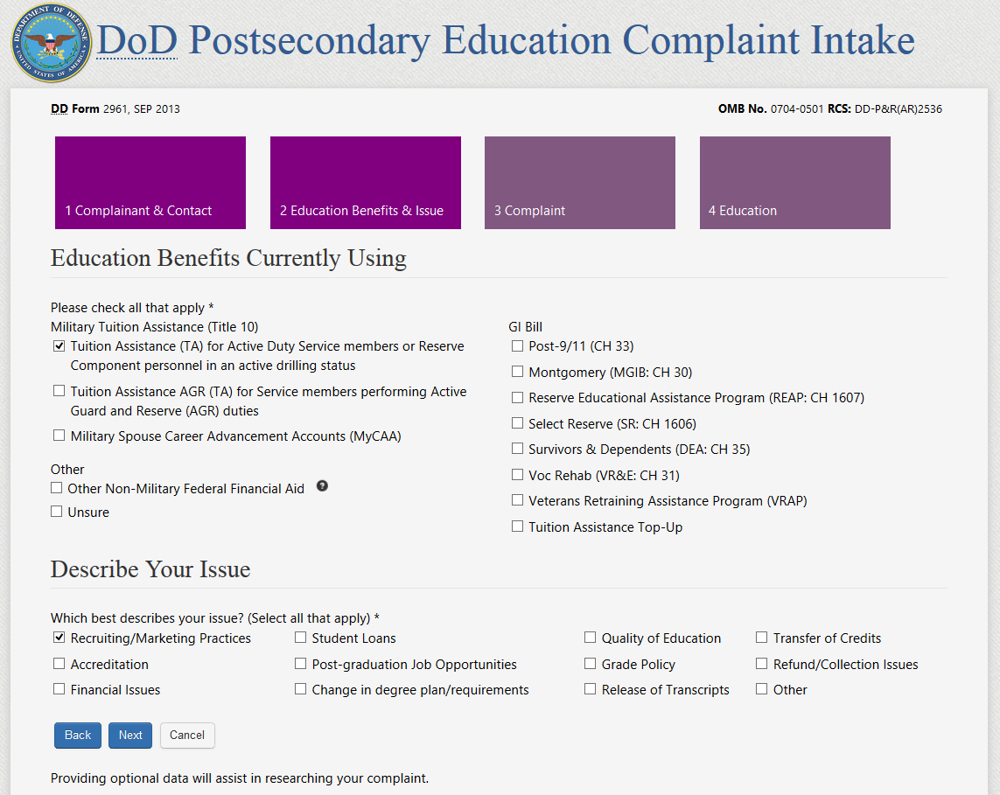 DEPARTMENT OF DEFENSE
UNITED STATES OF AMERICA
DoD Postsecondary Education Complaint Intake
DD Form 2961, SEP 2013
OMB No. 0704-0501 RCS: DD-P&R(AR)2536
1 Complainant & Contact
2 Education Benefits & Issue
3 Complaint
4 Education
Education Benefits Currently Using
Please check all that apply *
Military Tuition Assistance (Title 10)
Tuition Assistance (TA) for Active Duty Service members or Reserve
Component personnel in an active drilling status
Tuition Assistance AGR (TA) for Service members performing Active
Guard and Reserve (AGR) duties
Military Spouse Career Advancement Accounts (MyCAA)
Other
Other Non-Military Federal Financial Aid ?
Unsure
GI Bill
Post-9/11 (CH 33)
Montgomery (MGIB: CH 30)
Reserve Educational Assistance Program (REAP: CH 1607)
Select Reserve (SR: CH 1606)
Survivors & Dependents (DEA: CH 35)
Voc Rehab (VR&E: CH 31)
Veterans Retraining Assistance Program (VRAP)
Tuition Assistance Top-Up
Describe Your Issue
Which best describes your issue? (Select all that apply) *
Recruiting/Marketing Practices
Student Loans
Quality of Education
Transfer of Credits
Accreditation
Post-graduation Job Opportunities
Grade Policy
Refund/Collection Issues
Financial Issues
Change in degree plan/requirements
Release of Transcripts
Other
Back
Next
Cancel
Providing optional data will assist in researching your complaint.